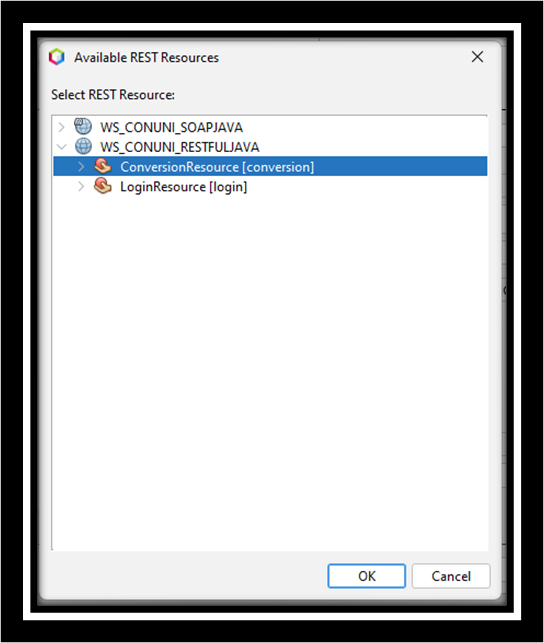 Available REST Resources
Select REST Resource:
WS_CONUNI_SOAPJAVA
WS_CONUNI_RESTFULJAVA
ConversionResource [conversion]
LoginResource [login]
OK
Cancel